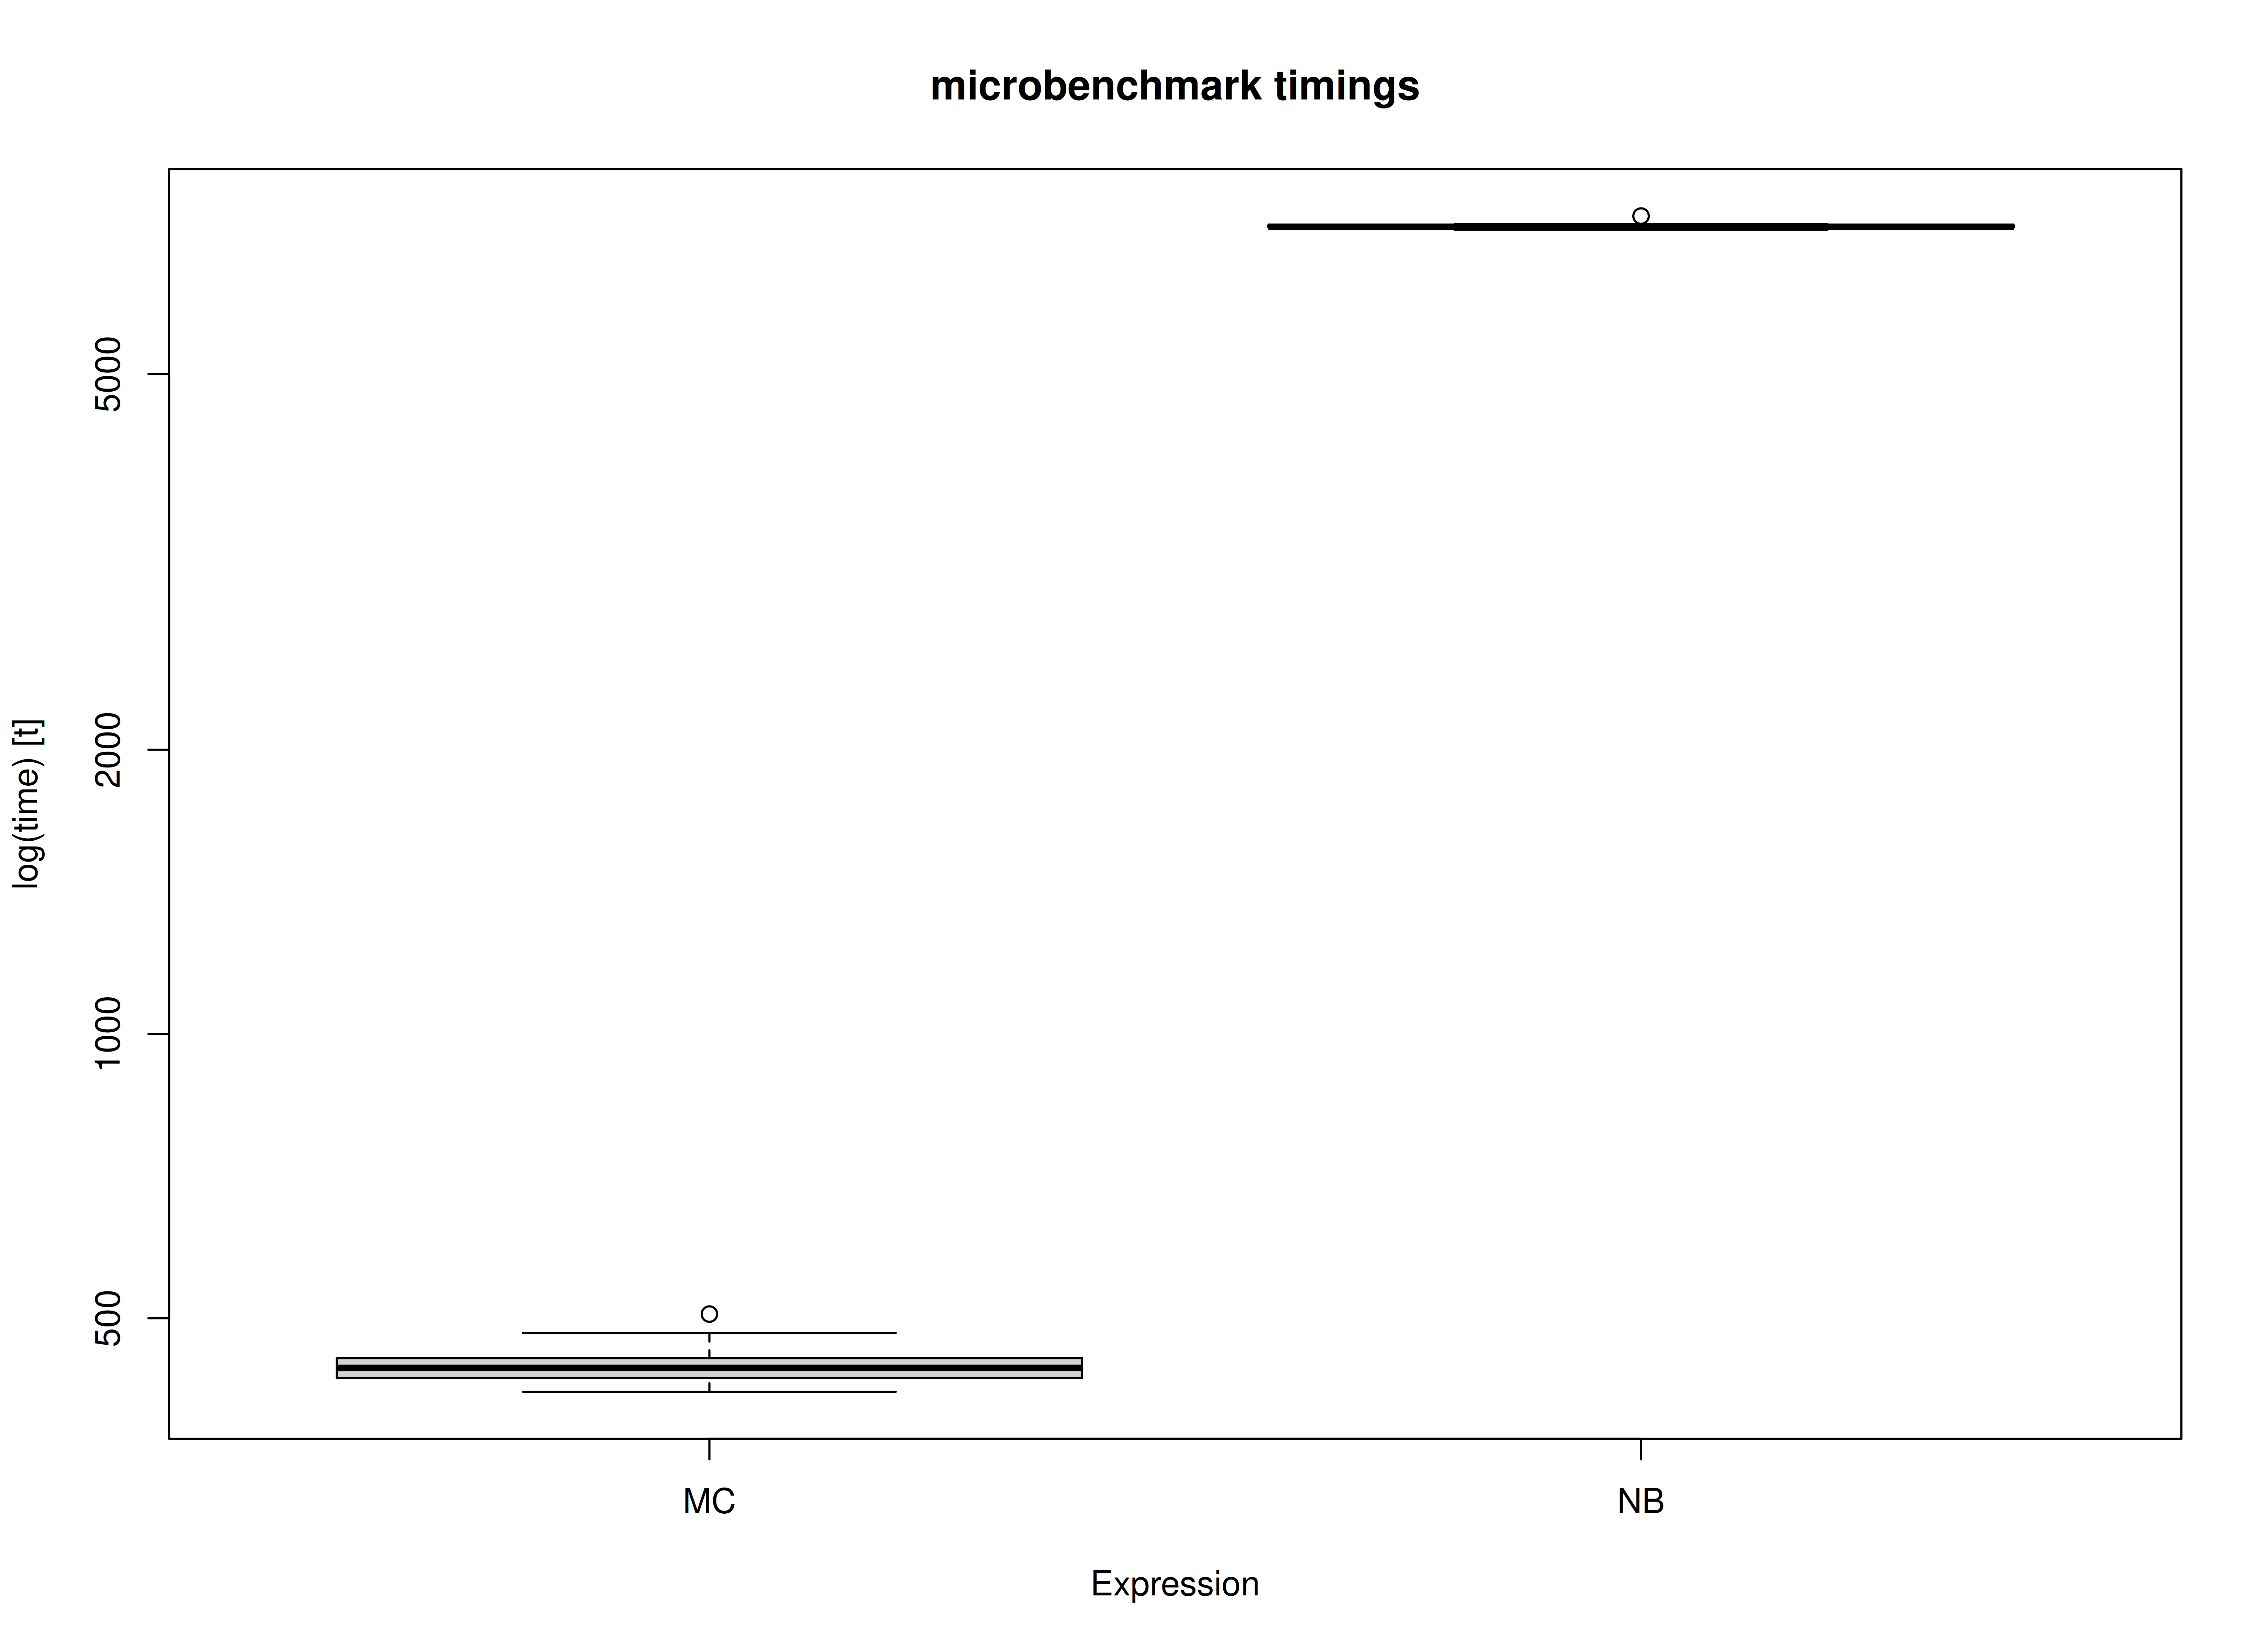 microbenchmark timings
log(time) [t]
5000
2000
1000
500
MC
NB
Expression